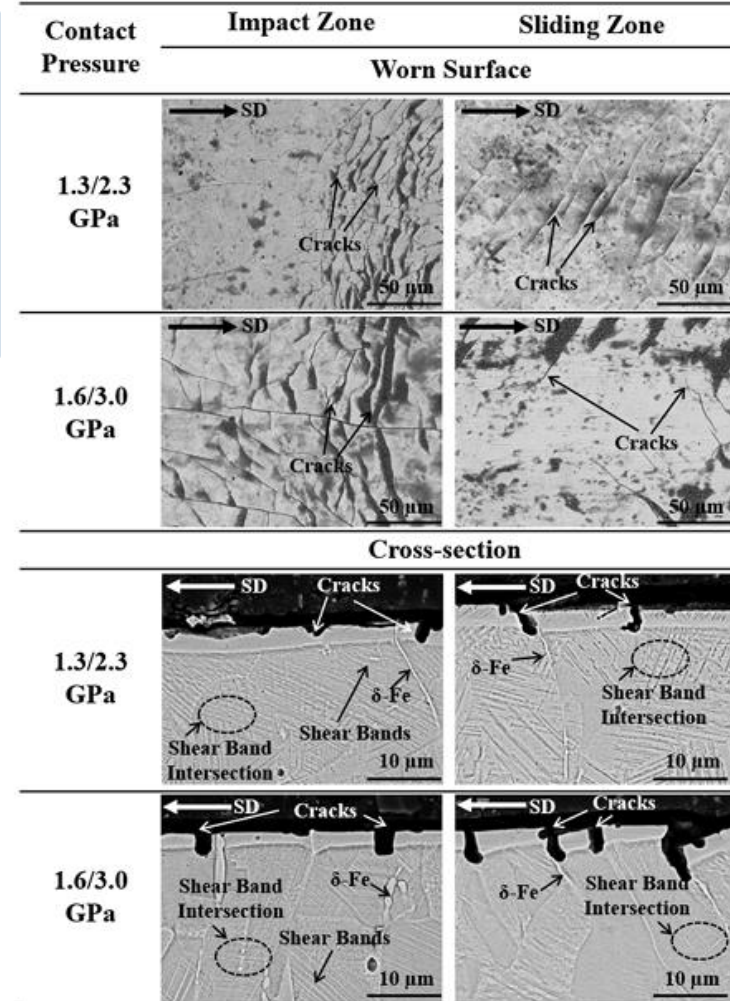 Contact Pressure
Impact Zone
Sliding Zone
Worn Surface
1.3/2.3 GPa
SD
Cracks
50 μm
SD
Cracks
50 μm
1.6/3.0 GPa
SD
Cracks
50 μm
SD
Cracks
50 μm
Cross-section
1.3/2.3 GPa
SD
Cracks
δ-Fe
Shear Bands
Shear Band
Intersection
10 μm
SD
Cracks
δ-Fe
Shear Band
Intersection
10 μm
1.6/3.0 GPa
SD
Cracks
δ-Fe
Shear Band
Intersection
Shear Bands
10 μm
SD
Cracks
δ-Fe
Shear Band
Intersection
10 μm